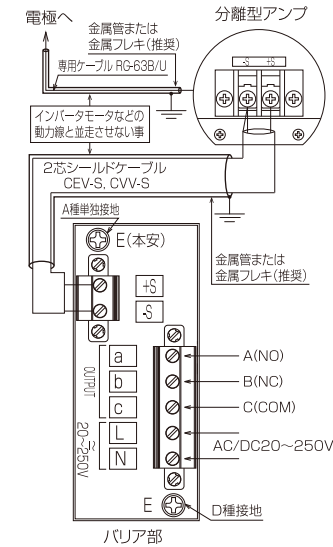 電極へ
金属管または
金属フレキ(推奨)
専用ケーブル RG-63B/U
分離型アンプ
-S
+S
インバータモータなどの
動力線と並走させない事
2芯シールドケーブル
CEV-S, CVV-S
A種単独接地
E(本安)
金属管または
金属フレキ(推奨)
+S
-S
OUTPUT
a
b
c
A(NO)
B(NC)
C(COM)
20~250V
L
N
AC/DC20~250V
E
D種接地
バリア部